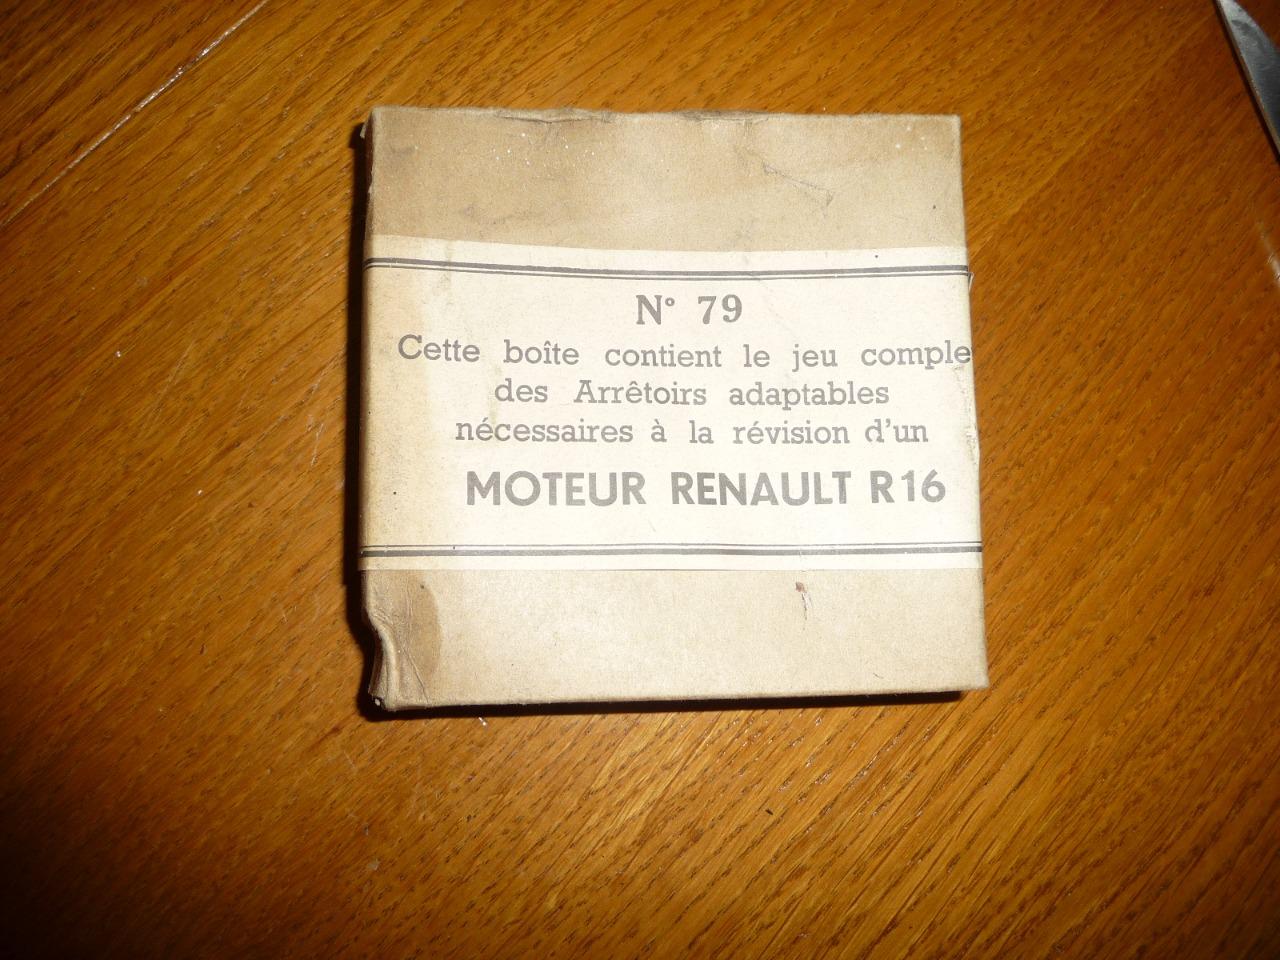 N° 79
Cette boîte contient le jeu comple
des Arrêtoirs adaptables
nécessaires à la révision d'un
MOTEUR RENAULT R16